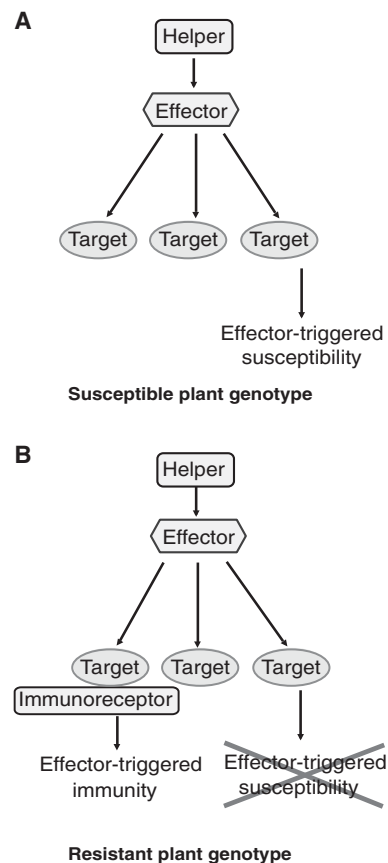 A
Helper
Effector
Target Target Target
Effector-triggered
susceptibility
Susceptible plant genotype
B
Helper
Effector
Target Target Target
Immunoreceptor
Effector-triggered
immunity
Effector-triggered
susceptibility
Resistant plant genotype